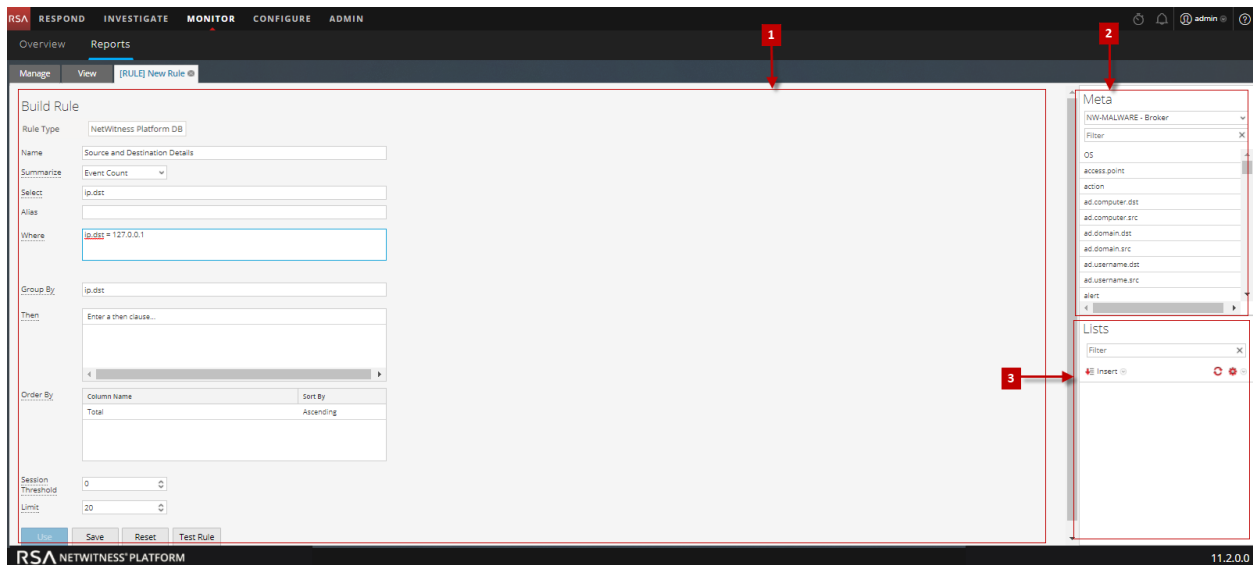 RSA RESPOND INVESTIGATE MONITOR CONFIGURE ADMIN admin
Overview Reports
1
2
Manage View [RULE] New Rule
Build Rule
Rule Type NetWitness Platform DB
Name Source and Destination Details
Summarize Event Count
Select ip.dst
Alias
Where ip.dst = 127.0.0.1
Group By ip.dst
Then Enter a then clause...
Order By Column Name Sort By
Total Ascending
Session
Threshold 0
Limit 20
Use Save Reset Test Rule
Meta
NW-MALWARE - Broker
Filter
OS
access.point
action
ad.computer.dst
ad.computer.src
ad.domain.dst
ad.domain.src
ad.username.dst
ad.username.src
alert
Lists
Filter
3
Insert
RSA NETWITNESS® PLATFORM 11.2.0.0